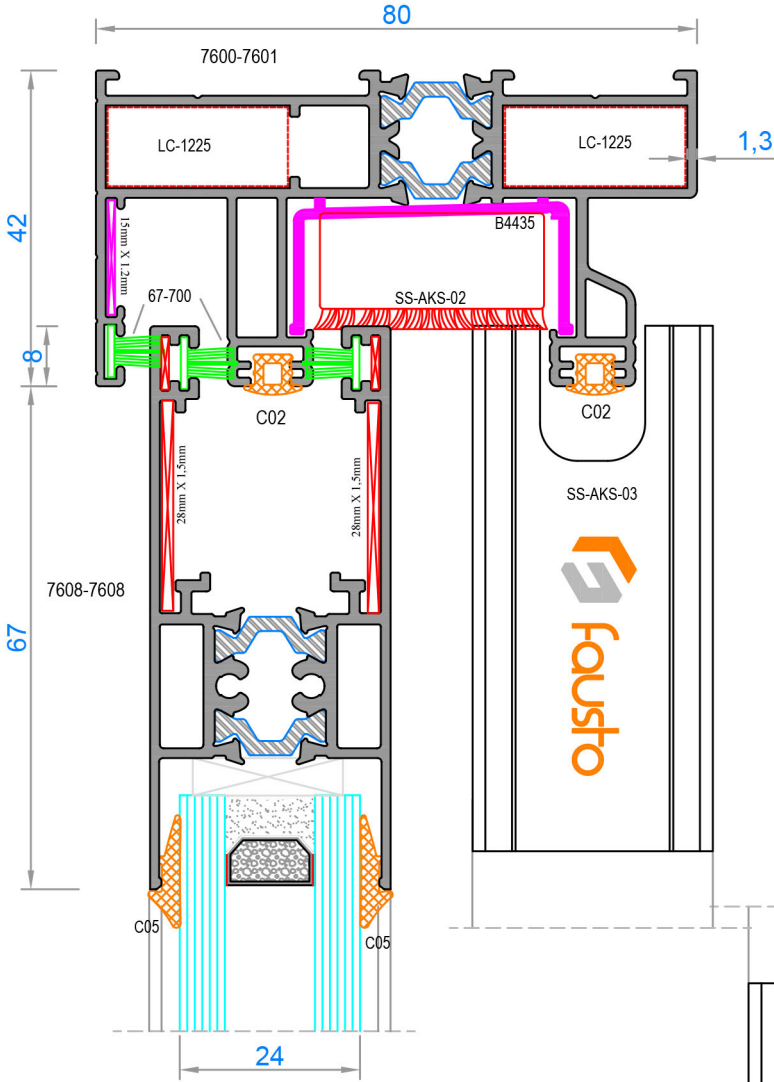 80
7600-7601
LC-1225
LC-1225
1,3
42
15mm X 1.2mm
B4435
67-700
SS-AKS-02
8
C02
C02
28mm X 1,5mm
28mm X 1,5mm
SS-AKS-03
7608-7608
67
fausto
C05
C05
24